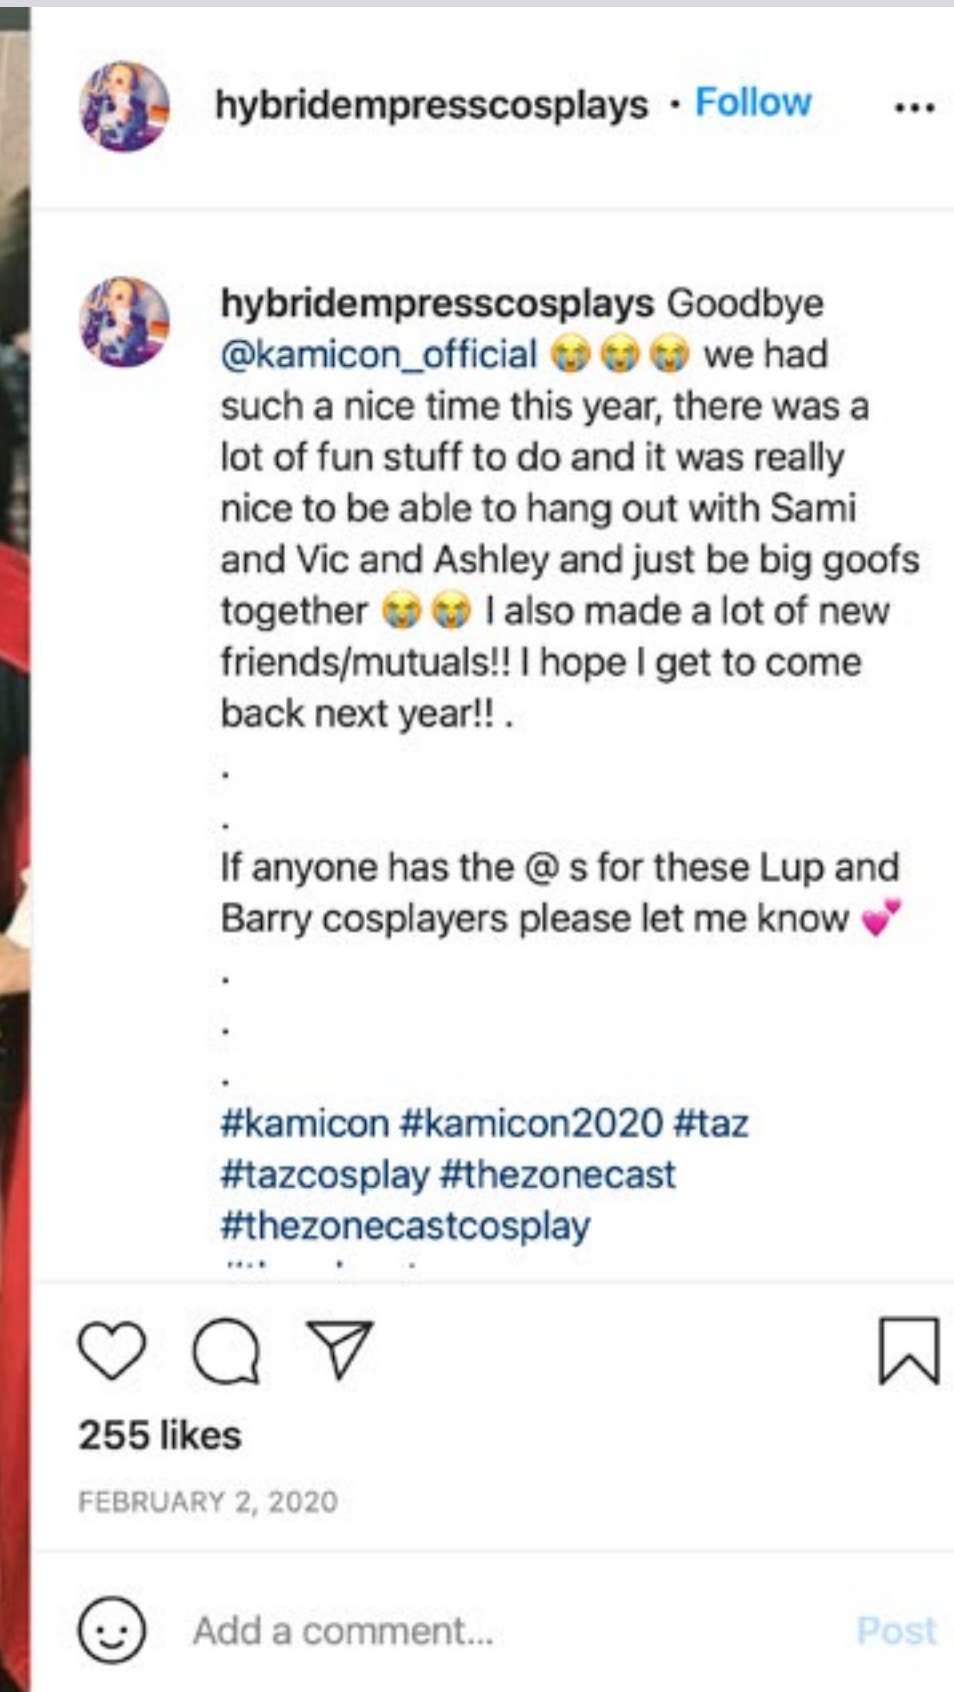 hybridempresscosplays • Follow
hybridempresscosplays Goodbye
@kamicon_official 😭😭😭 we had
such a nice time this year, there was a
lot of fun stuff to do and it was really
nice to be able to hang out with Sami
and Vic and Ashley and just be big goofs
together 😭😭 I also made a lot of new
friends/mutuals!! I hope I get to come
back next year!! .
.
.
If anyone has the @ s for these Lup and
Barry cosplayers please let me know 💕
.
.
.
#kamicon #kamicon2020 #taz
#tazcosplay #thezonecast
#thezonecastcosplay
255 likes
FEBRUARY 2, 2020
Add a comment... Post